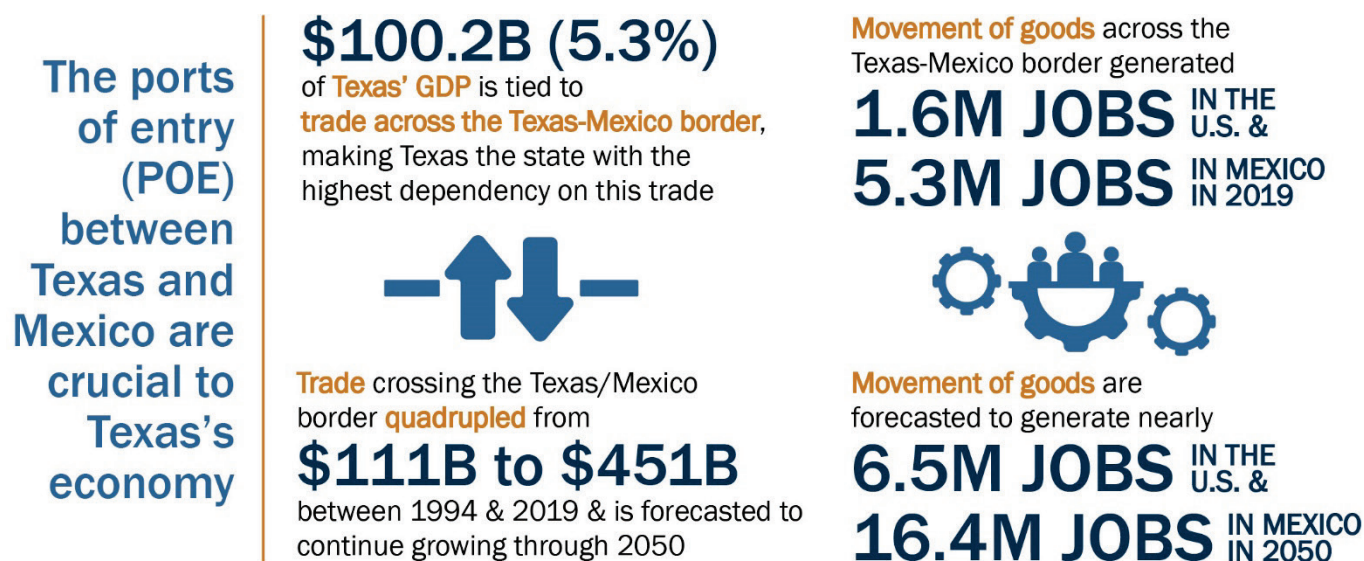 The ports
of entry
(POE)
between
Texas and
Mexico are
crucial to
Texas's
economy
$100.2B (5.3%)
of Texas' GDP is tied to
trade across the Texas-Mexico border,
making Texas the state with the
highest dependency on this trade
Trade crossing the Texas/Mexico
border quadrupled from
$111B to $451B
between 1994 & 2019 & is forecasted to
continue growing through 2050
Movement of goods across the
Texas-Mexico border generated
1.6M JOBS IN THE
U.S. &
5.3M JOBS IN MEXICO
IN 2019
Movement of goods are
forecasted to generate nearly
6.5M JOBS IN THE
U.S. &
16.4M JOBS IN MEXICO
IN 2050